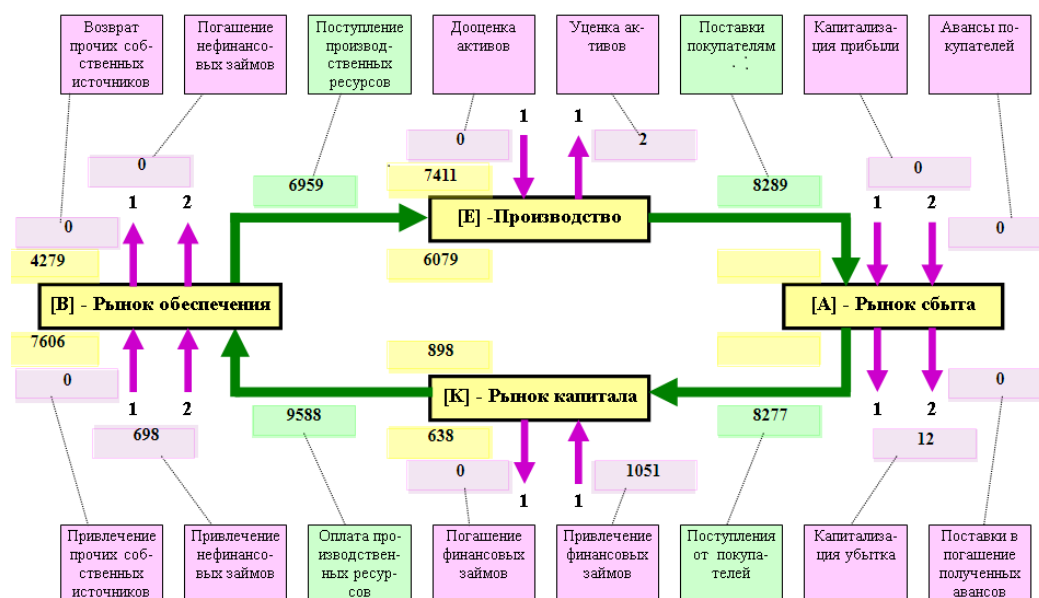 Возврат
прочих соб-
ственных
источников
Погашение
нефинансо-
вых займов
Поступление
производ-
ственных
ресурсов
Дооценка
активов
Уценка ак-
тивов
Поставки
покупателям
Капитализа-
ция прибыли
Авансы по-
купателей
1
1
0
2
0
6959
7411
8289
0
1
2
1
2
0
[E] -Производство
0
4279
6079
[B] - Рынок обеспечения
[A] - Рынок сбыта
7606
898
0
[K] - Рынок капитала
0
1
2
9588
638
8277
1
2
698
0
1051
12
1
1
Привлечение
прочих соб-
ственных
источников
Привлечение
нефинансо-
вых займов
Оплата про-
изводствен-
ных ресур-
сов
Погашение
финансовых
займов
Привлечение
финансовых
займов
Поступления
от покупа-
телей
Капитализа-
ция убытка
Поставки в
погашение
полученных
авансов